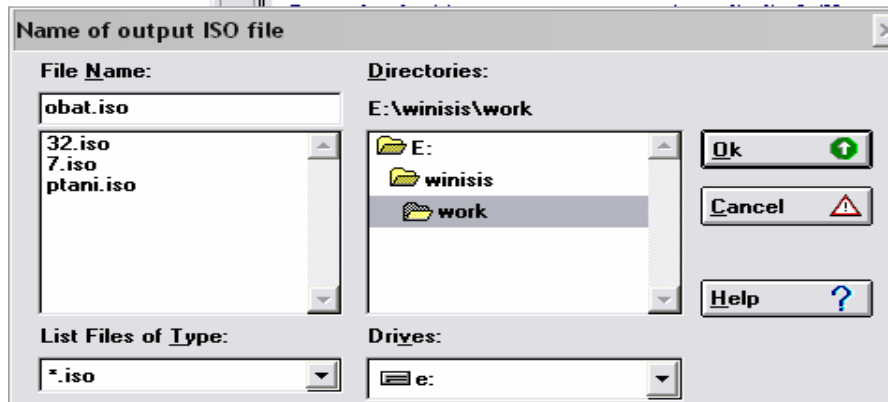 Name of output ISO file
File Name:
obat.iso
32.iso
7.iso
ptani.iso
List Files of Type:
*.iso
Directories:
E:\winisis\work
E:
winisis
work
Drives:
e:
Ok
Cancel
Help